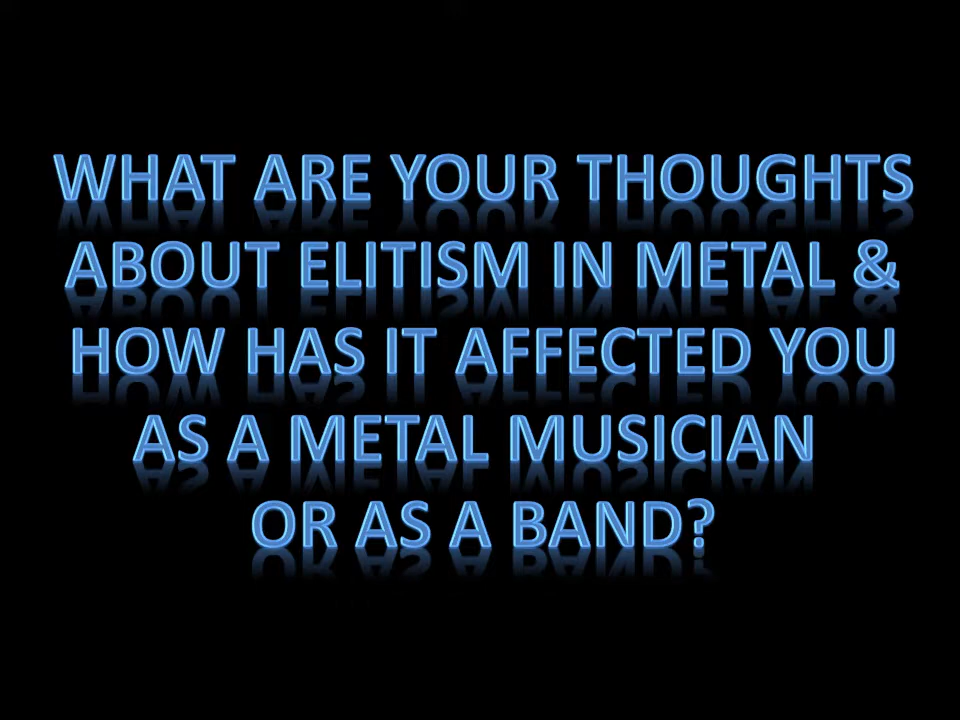 WHAT ARE YOUR THOUGHTS
ABOUT ELITISM IN METAL &
HOW HAS IT AFFECTED YOU
AS A METAL MUSICIAN
OR AS A BAND?